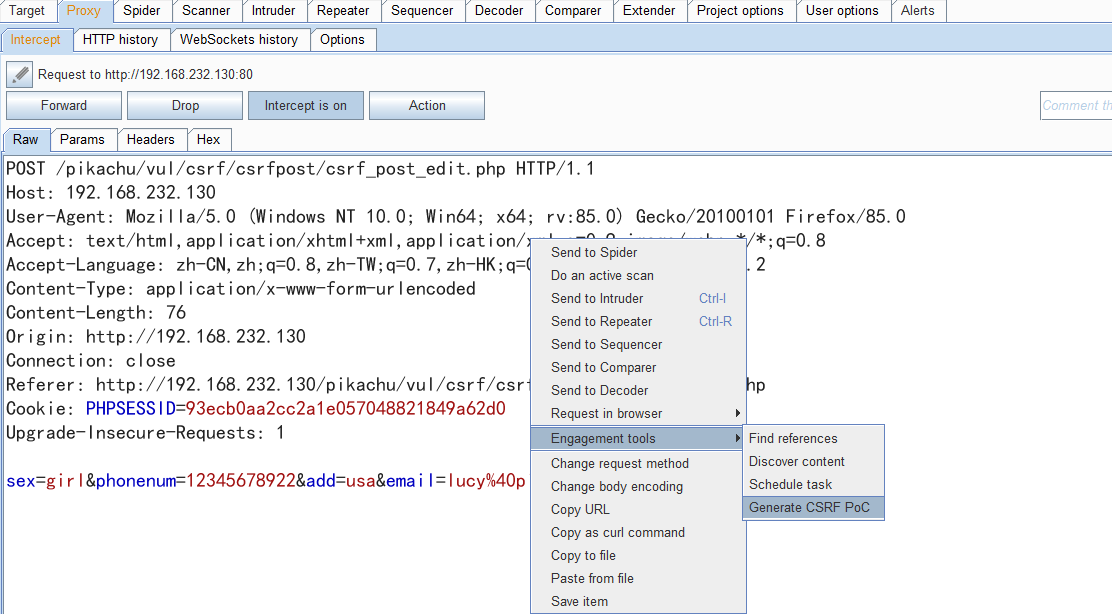 Target Proxy Spider Scanner Intruder Repeater Sequencer Decoder Comparer Extender Project options User options Alerts
Intercept HTTP history WebSockets history Options
Request to http://192.168.232.130:80
Forward Drop Intercept is on Action
Comment th
Raw Params Headers Hex
POST /pikachu/vul/csrf/csrfpost/csrf_post_edit.php HTTP/1.1
Host: 192.168.232.130
User-Agent: Mozilla/5.0 (Windows NT 10.0; Win64; x64; rv:85.0) Gecko/20100101 Firefox/85.0
Accept: text/html,application/xhtml+xml,application/ */*;q=0.8
Accept-Language: zh-CN,zh;q=0.8,zh-TW;q=0.7,zh-HK;q= .2
Content-Type: application/x-www-form-urlencoded
Content-Length: 76
Origin: http://192.168.232.130
Connection: close
Referer: http://192.168.232.130/pikachu/vul/csrf/csr hp
Cookie: PHPSESSID=93ecb0aa2cc2a1e057048821849a62d0
Upgrade-Insecure-Requests: 1
sex=girl&phonenum=12345678922&add=usa&email=lucy%40p
Send to Spider
Do an active scan
Send to Intruder Ctrl-I
Send to Repeater Ctrl-R
Send to Sequencer
Send to Comparer
Send to Decoder
Request in browser
Engagement tools
Change request method
Change body encoding
Copy URL
Copy as curl command
Copy to file
Paste from file
Save item
Find references
Discover content
Schedule task
Generate CSRF PoC